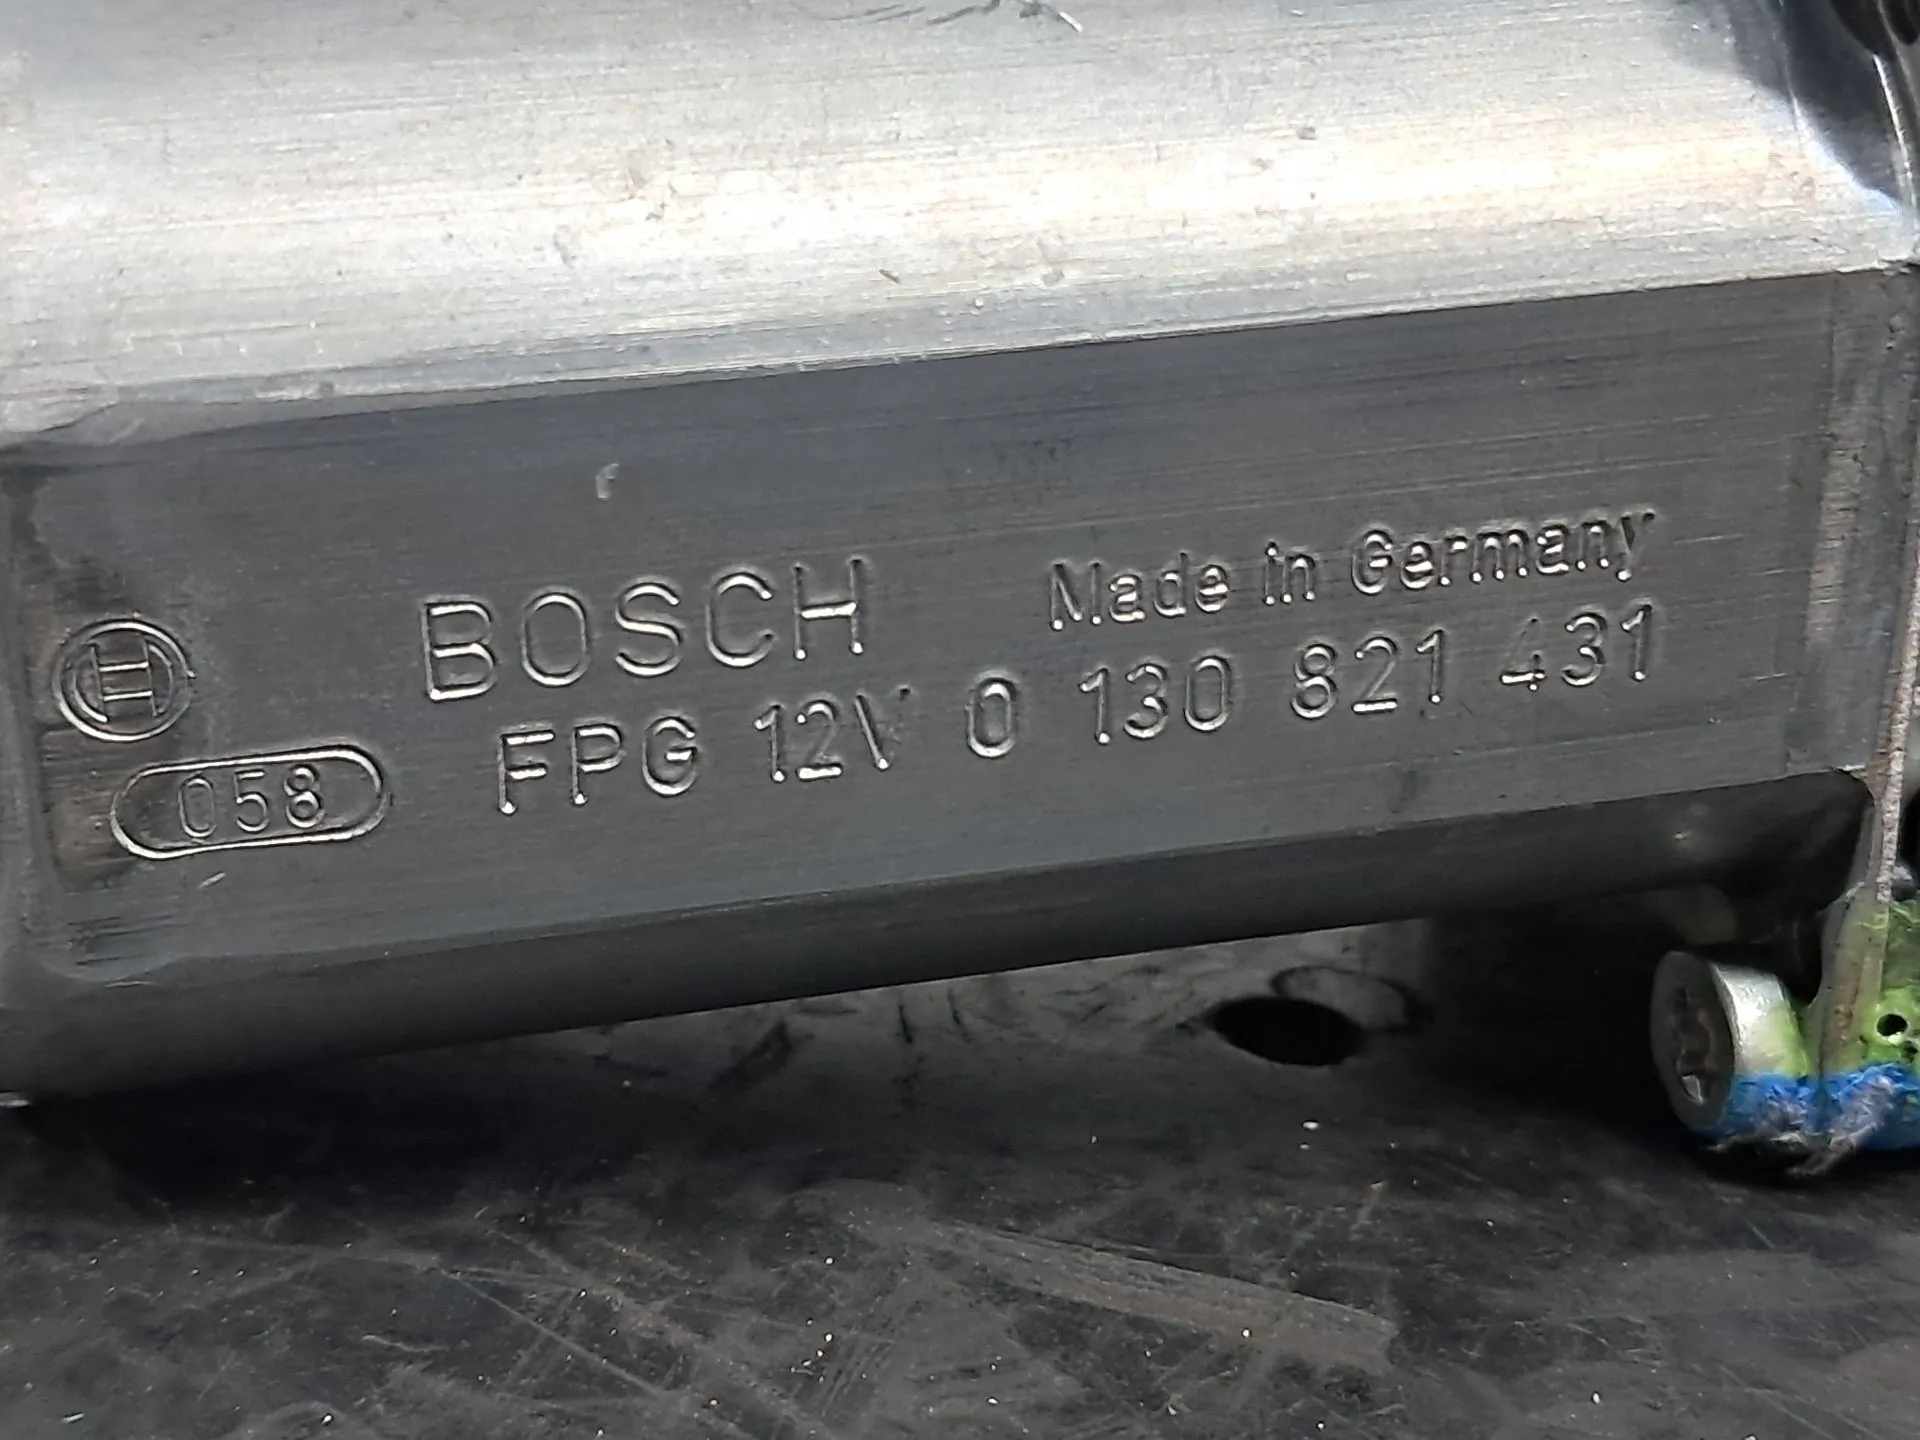 BOSCH Made in Germany
FPG 12V 0 130 821 431
058